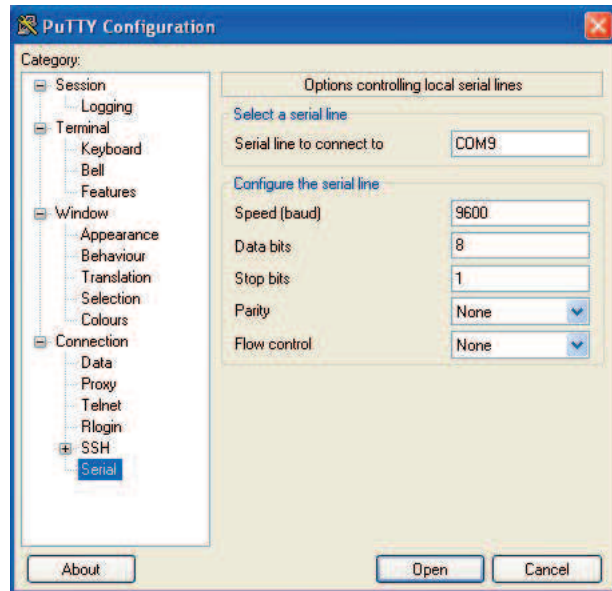 PuTTY Configuration
Category:
Session
Logging
Terminal
Keyboard
Bell
Features
Window
Appearance
Behaviour
Translation
Selection
Colours
Connection
Data
Proxy
Telnet
Rlogin
SSH
Serial
Options controlling local serial lines
Select a serial line
Serial line to connect to COM9
Configure the serial line
Speed (baud) 9600
Data bits 8
Stop bits 1
Parity None
Flow control None
About Open Cancel